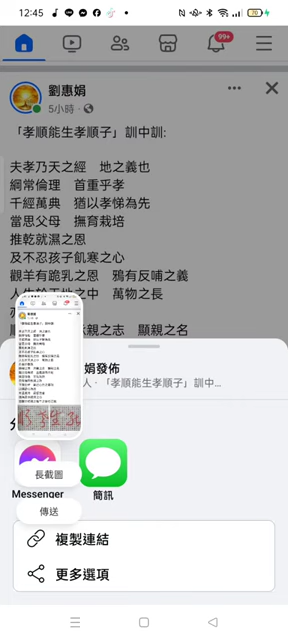 12:45
70
99+
劉惠娟
5小時
「孝順能生孝順子」訓中訓:
夫孝乃天之經 地之義也
綱常倫理 首重乎孝
千經萬典 猶以孝悌為先
當思父母 撫育栽培
推乾就濕之恩
及不忍孩子飢寒之心
觀羊有跪乳之恩 鴉有反哺之義
萬物之長
親之志 顯親之名
娟發佈
人·「孝順能生孝順子」訓中...
長截圖
Messenger
簡訊
傳送
複製連結
更多選項